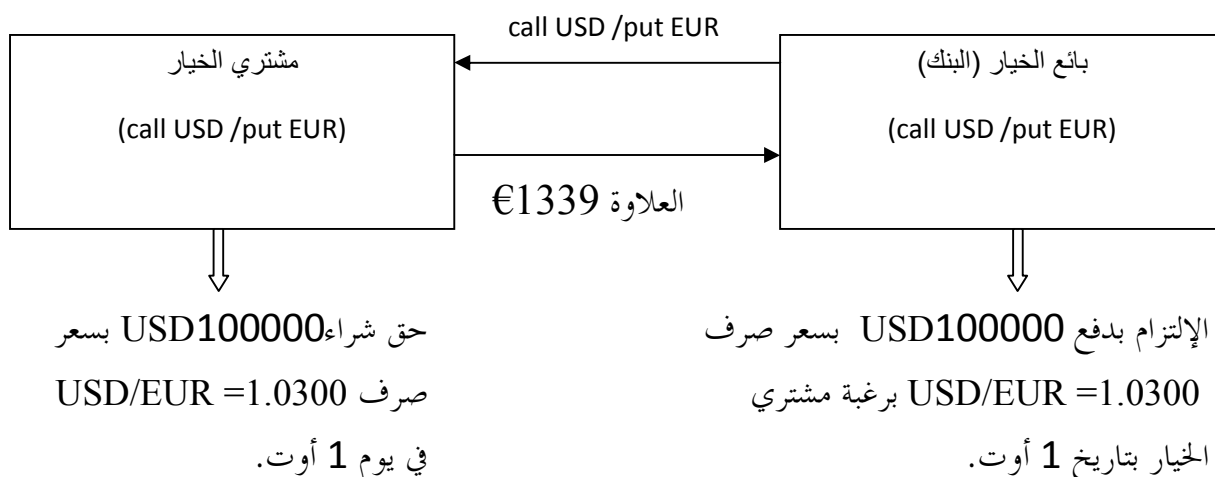 call USD /put EUR
بائع الخيار (البنك)
(call USD /put EUR)
مشتري الخيار
(call USD /put EUR)
العلاوة 1339€
الإلتزام بدفع USD100000 بسعر صرف
USD/EUR =1.0300 برغبة مشتري
الخيار بتاريخ 1 أوت.
حق شراء USD100000 بسعر
صرف USD/EUR =1.0300
في يوم 1 أوت.